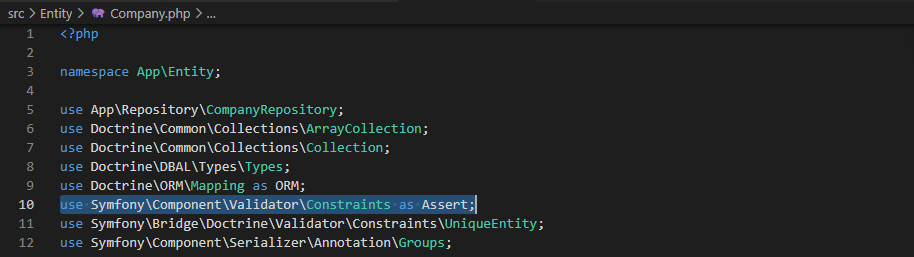 src > Entity > Company.php > ...
1 <?php
2
3 namespace App\Entity;
4
5 use App\Repository\CompanyRepository;
6 use Doctrine\Common\Collections\ArrayCollection;
7 use Doctrine\Common\Collections\Collection;
8 use Doctrine\DBAL\Types\Types;
9 use Doctrine\ORM\Mapping as ORM;
10 use Symfony\Component\Validator\Constraints as Assert;
11 use Symfony\Bridge\Doctrine\Validator\Constraints\UniqueEntity;
12 use Symfony\Component\Serializer\Annotation\Groups;